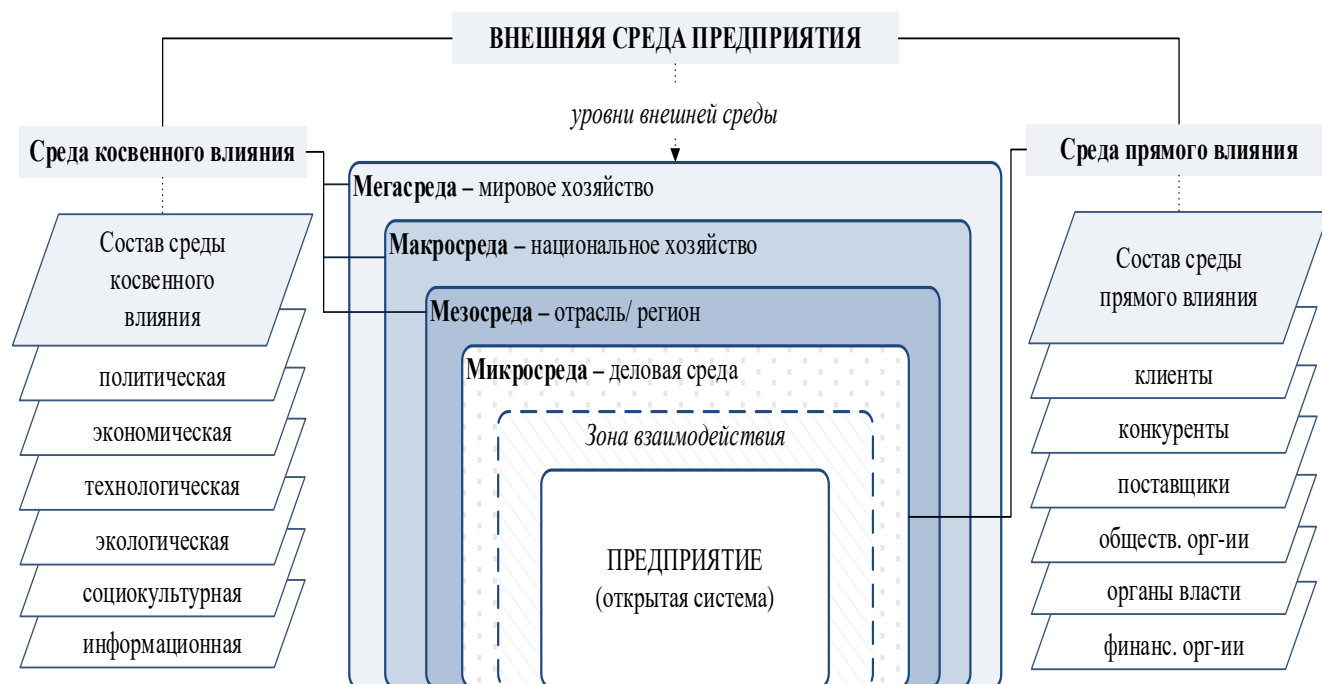 ВНЕШНЯЯ СРЕДА ПРЕДПРИЯТИЯ
уровни внешней среды
Среда косвенного влияния
Состав среды
косвенного
влияния
политическая
экономическая
технологическая
экологическая
социокультурная
информационная
Мегасреда – мировое хозяйство
Макросреда – национальное хозяйство
Мезосреда – отрасль/ регион
Микросреда – деловая среда
Зона взаимодействия
ПРЕДПРИЯТИЕ
(открытая система)
Среда прямого влияния
Состав среды
прямого влияния
клиенты
конкуренты
поставщики
обществ. орг-ии
органы власти
финанс. орг-ии